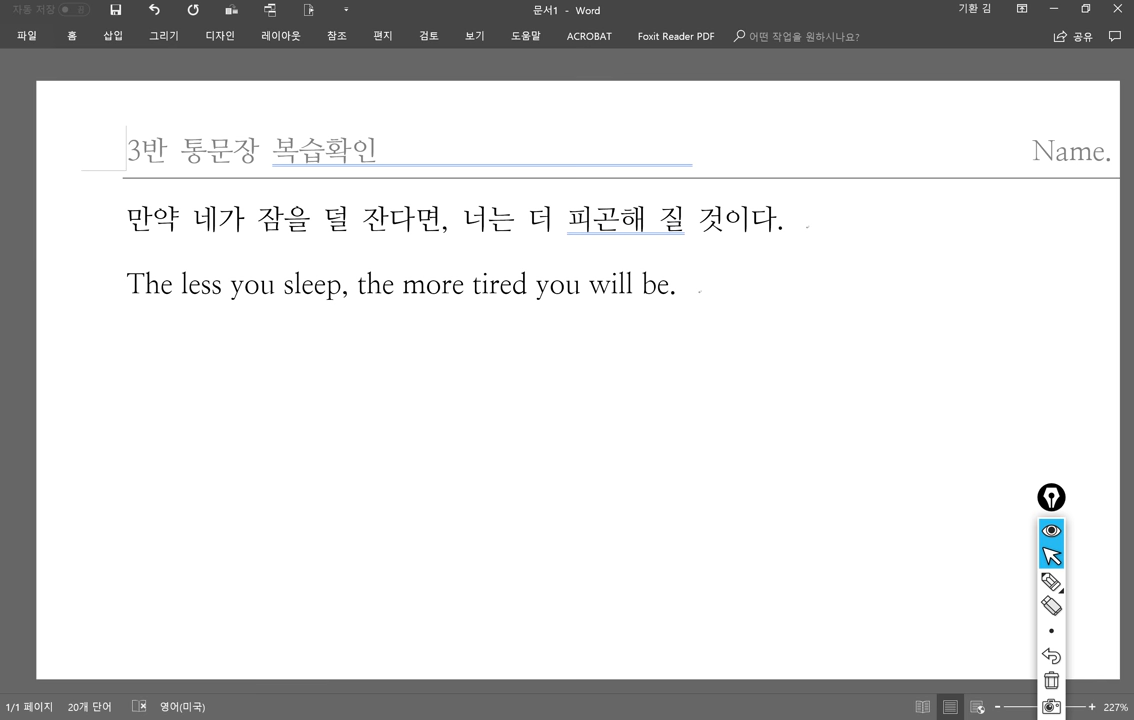 자동 저장
문서1 - Word
기환 김
파일 홈 삽입 그리기 디자인 레이아웃 참조 편지 검토 보기 도움말 ACROBAT Foxit Reader PDF 어떤 작업을 원하시나요? 공유
3반 통문장 복습확인 Name.
만약 네가 잠을 덜 잔다면, 너는 더 피곤해 질 것이다.
The less you sleep, the more tired you will be.
1/1 페이지 20개 단어 영어(미국) 227%